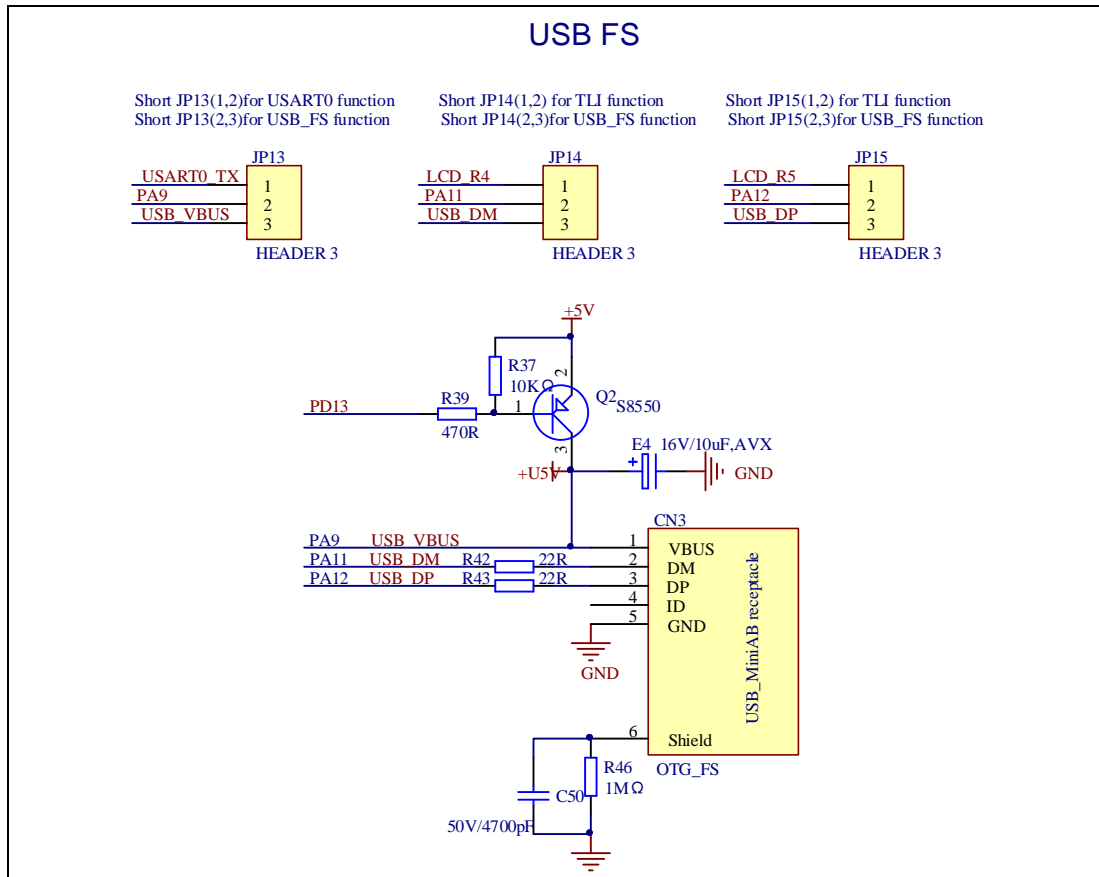 USB FS
Short JP13(1,2)for USART0 function
Short JP13(2,3)for USB_FS function
Short JP14(1,2) for TLI function
Short JP14(2,3)for USB_FS function
Short JP15(1,2) for TLI function
Short JP15(2,3)for USB_FS function
JP13
USART0_TX
1
PA9
2
USB_VBUS
3
HEADER 3
JP14
LCD_R4
1
PA11
2
USB_DM
3
HEADER 3
JP15
LCD_R5
1
PA12
2
USB_DP
3
HEADER 3
+5V
R37
10KΩ
2
Q2
S8550
PD13
R39
470R
1
3
+U5V
E4
16V/10uF,AVX
+
GND
CN3
PA9
USB_VBUS
1
VBUS
PA11
USB_DM
R42
22R
2
DM
PA12
USB_DP
R43
22R
3
DP
4
ID
5
GND
GND
USB_MiniAB receptacle
6
Shield
OTG_FS
R46
1MΩ
C50
50V/4700pF